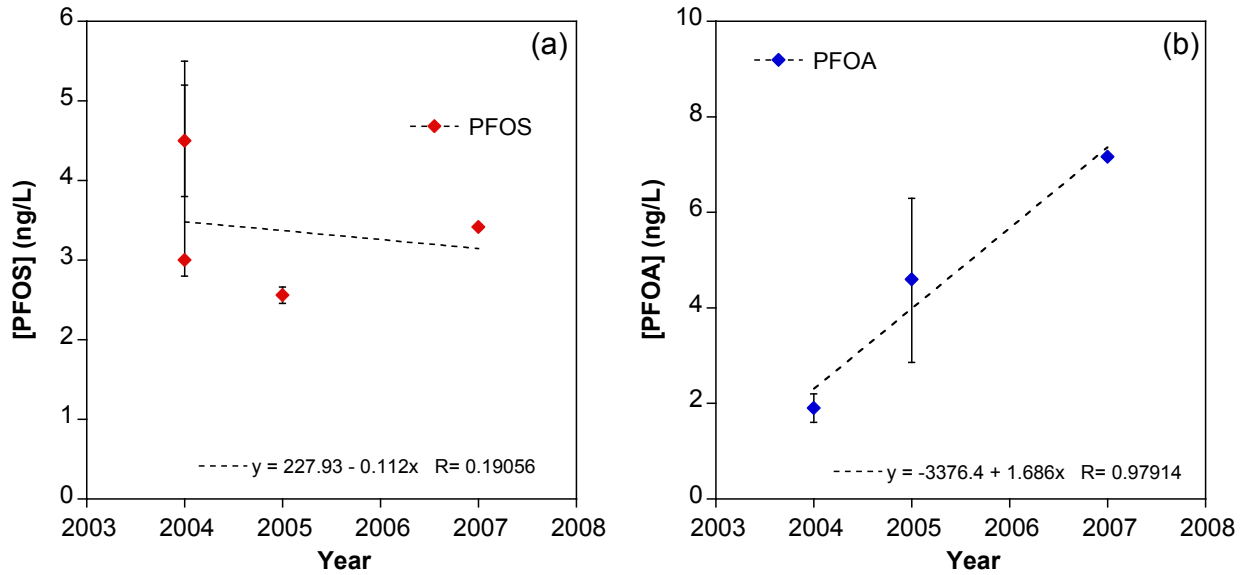 (a)
[PFOS] (ng/L)
6
5
4
3
2
1
0
PFOS
y = 227.93 - 0.112x R= 0.19056
2003 2004 2005 2006 2007 2008
Year
(b)
[PFOA] (ng/L)
10
8
6
4
2
0
PFOA
y = -3376.4 + 1.686x R= 0.97914
2003 2004 2005 2006 2007 2008
Year